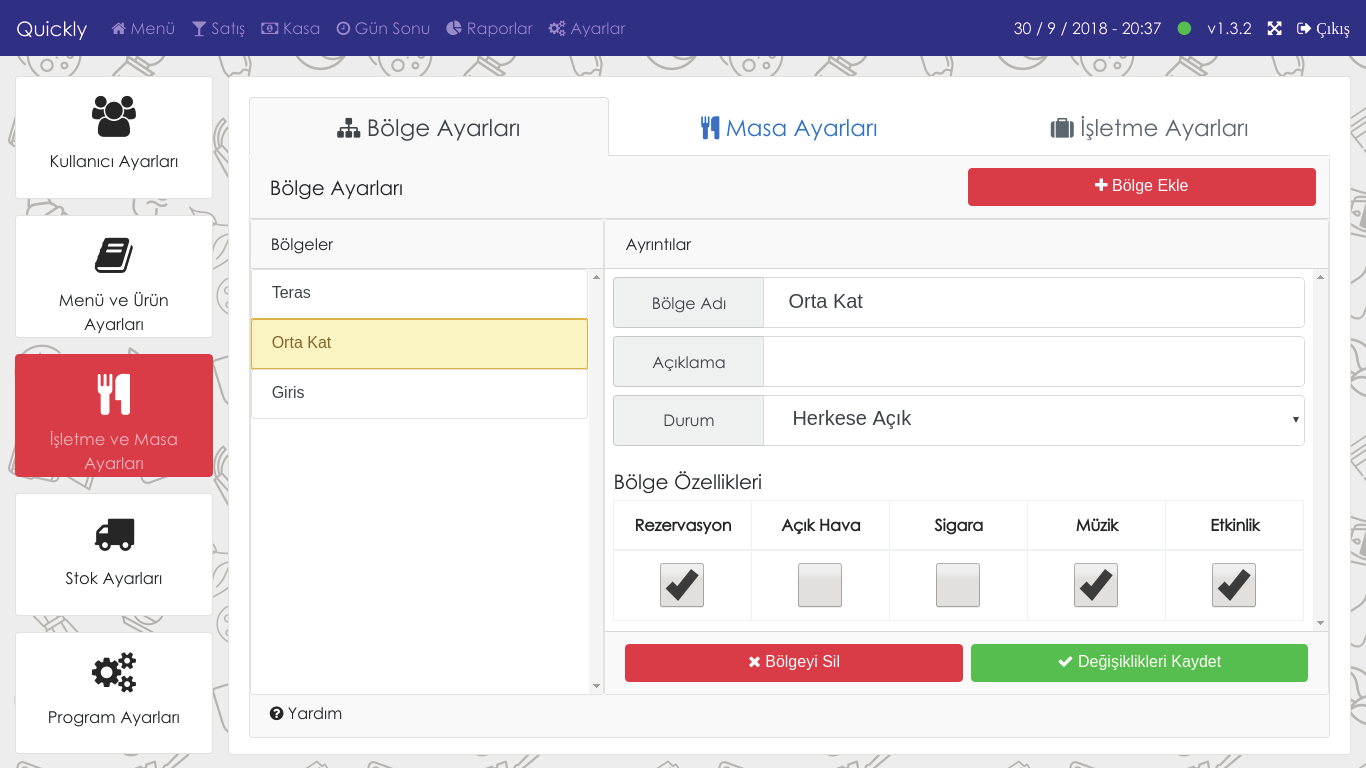 Quickly Menü Satış Kasa Gün Sonu Raporlar Ayarlar 30 / 9 / 2018 - 20:37 v1.3.2 Çıkış
Kullanıcı Ayarları
Menü ve Ürün
Ayarları
İşletme ve Masa
Ayarları
Stok Ayarları
Program Ayarları
Bölge Ayarları Masa Ayarları İşletme Ayarları
Bölge Ayarları
Bölge Ekle
Bölgeler
Teras
Orta Kat
Giris
Ayrıntılar
Bölge Adı Orta Kat
Açıklama
Durum Herkese Açık
Bölge Özellikleri
Rezervasyon Açık Hava Sigara Müzik Etkinlik
Bölgeyi Sil Değişiklikleri Kaydet
Yardım